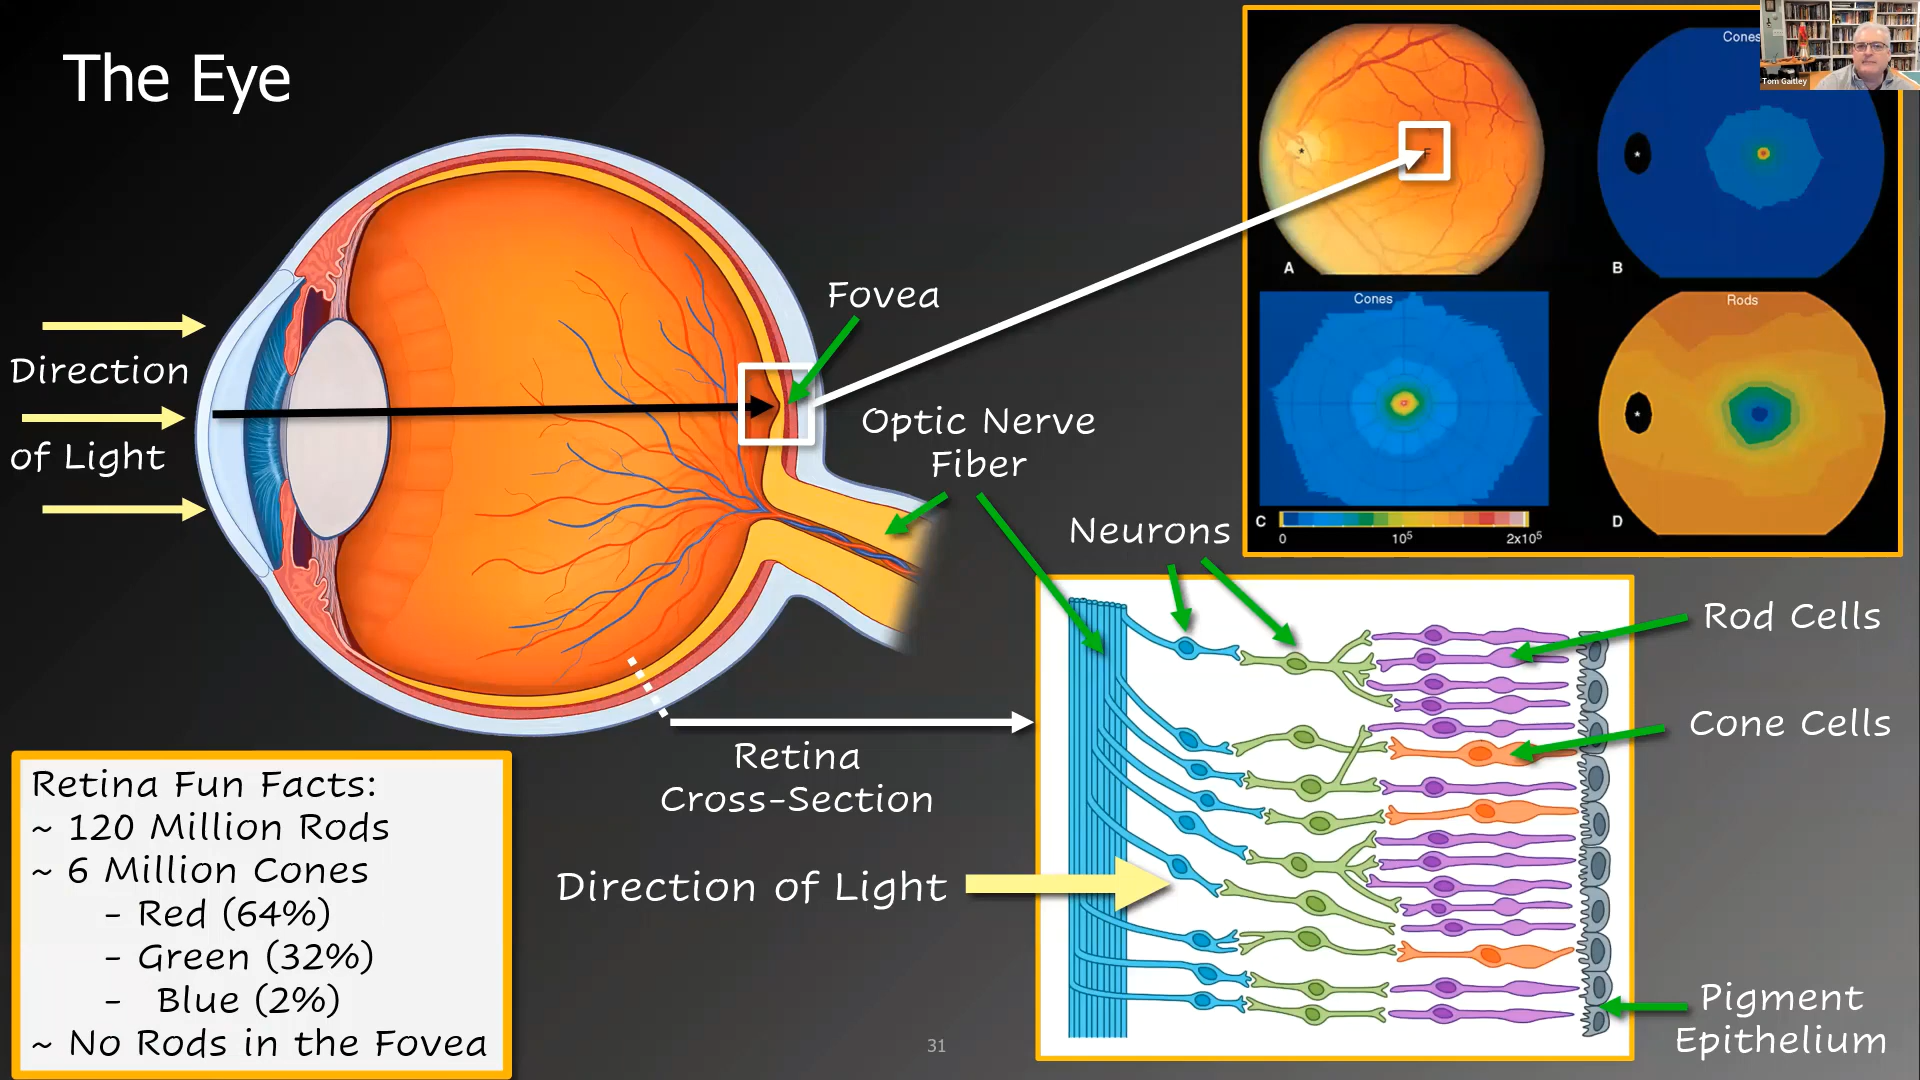 The Eye
Direction
of Light
Fovea
Optic Nerve
Fiber
Neurons
Rod Cells
Cone Cells
Pigment
Epithelium
Retina
Cross-Section
Direction of Light
Retina Fun Facts:
~ 120 Million Rods
~ 6 Million Cones
- Red (64%)
- Green (32%)
- Blue (2%)
~ No Rods in the Fovea
31
F
A
Cones
B
Cones
C
0
10⁵
2x10⁵
Rods
D
Tom Gaitley